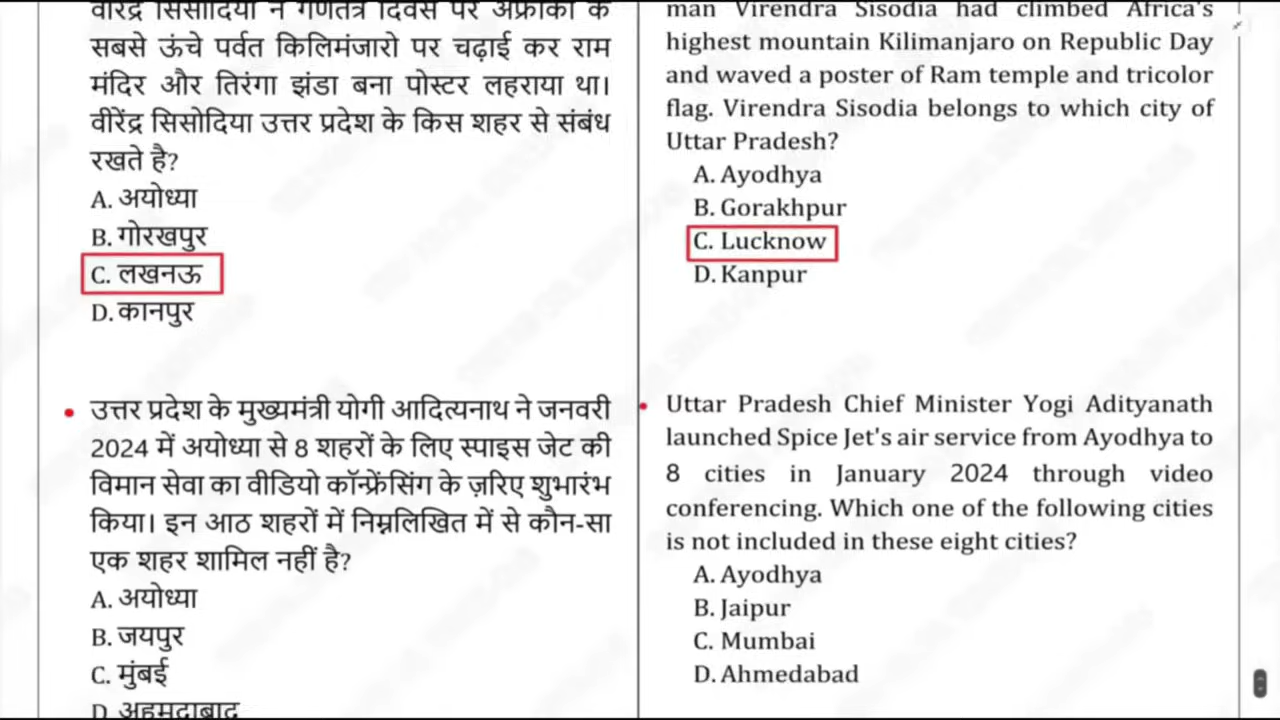 वीरेंद्र सिसोदिया ने गणतंत्र दिवस पर अफ्रीका के
सबसे ऊंचे पर्वत किलिमंजारो पर चढ़ाई कर राम
मंदिर और तिरंगा झंडा बना पोस्टर लहराया था।
वीरेंद्र सिसोदिया उत्तर प्रदेश के किस शहर से संबंध
रखते है?
A. अयोध्या
B. गोरखपुर
C. लखनऊ
D. कानपुर
• उत्तर प्रदेश के मुख्यमंत्री योगी आदित्यनाथ ने जनवरी
2024 में अयोध्या से 8 शहरों के लिए स्पाइस जेट की
विमान सेवा का वीडियो कॉन्फ्रेंसिंग के ज़रिए शुभारंभ
किया। इन आठ शहरों में निम्नलिखित में से कौन-सा
एक शहर शामिल नहीं है?
A. अयोध्या
B. जयपुर
C. मुंबई
D. अहमदाबाद
man Virendra Sisodia had climbed Africa's
highest mountain Kilimanjaro on Republic Day
and waved a poster of Ram temple and tricolor
flag. Virendra Sisodia belongs to which city of
Uttar Pradesh?
A. Ayodhya
B. Gorakhpur
C. Lucknow
D. Kanpur
• Uttar Pradesh Chief Minister Yogi Adityanath
launched Spice Jet's air service from Ayodhya to
8 cities in January 2024 through video
conferencing. Which one of the following cities
is not included in these eight cities?
A. Ayodhya
B. Jaipur
C. Mumbai
D. Ahmedabad